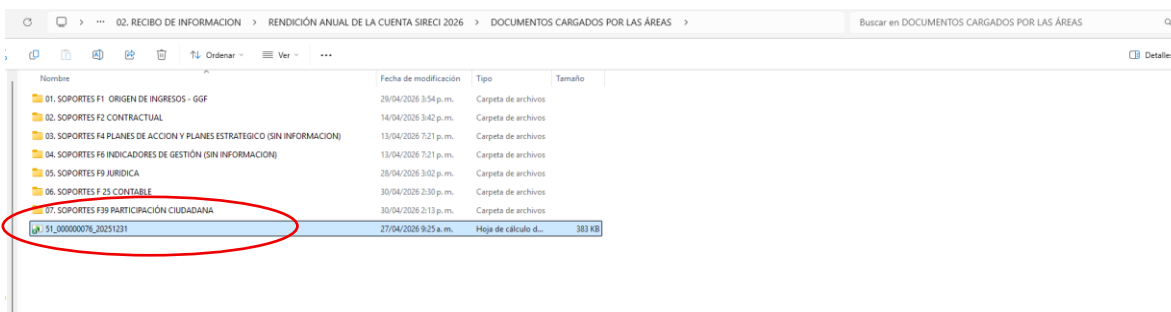 ··· 02. RECIBO DE INFORMACION > RENDICIÓN ANUAL DE LA CUENTA SIRECI 2026 > DOCUMENTOS CARGADOS POR LAS ÁREAS > Buscar en DOCUMENTOS CARGADOS POR LAS ÁREAS
Ordenar Ver ··· Detalles
Nombre Fecha de modificación Tipo Tamaño
01. SOPORTES F1 ORIGEN DE INGRESOS - GGF 29/04/2026 3:54 p. m. Carpeta de archivos
02. SOPORTES F2 CONTRACTUAL 14/04/2026 3:42 p. m. Carpeta de archivos
03. SOPORTES F4 PLANES DE ACCION Y PLANES ESTRATEGICO (SIN INFORMACION) 13/04/2026 7:21 p. m. Carpeta de archivos
04. SOPORTES F6 INDICADORES DE GESTIÓN (SIN INFORMACION) 13/04/2026 7:21 p. m. Carpeta de archivos
05. SOPORTES F9 JURIDICA 28/04/2026 3:02 p. m. Carpeta de archivos
06. SOPORTES F 25 CONTABLE 30/04/2026 2:30 p. m. Carpeta de archivos
07. SOPORTES F39 PARTICIPACIÓN CIUDADANA 30/04/2026 2:13 p. m. Carpeta de archivos
51_000000076_20251231 27/04/2026 9:25 a. m. Hoja de cálculo d... 383 KB